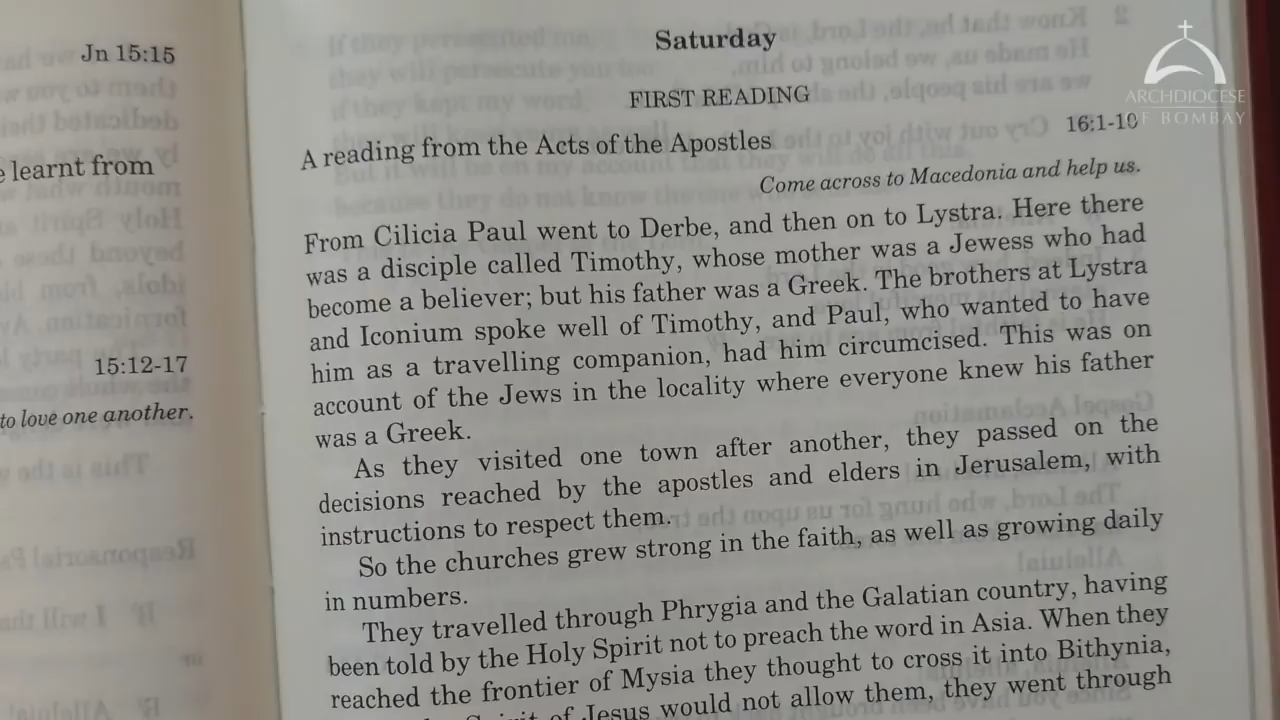 Jn 15:15
e learnt from
15:12-17
to love one another.
Saturday
FIRST READING
16:1-10
A reading from the Acts of the Apostles
Come across to Macedonia and help us.
From Cilicia Paul went to Derbe, and then on to Lystra. Here there
was a disciple called Timothy, whose mother was a Jewess who had
become a believer; but his father was a Greek. The brothers at Lystra
and Iconium spoke well of Timothy, and Paul, who wanted to have
him as a travelling companion, had him circumcised. This was on
account of the Jews in the locality where everyone knew his father
was a Greek.
As they visited one town after another, they passed on the
decisions reached by the apostles and elders in Jerusalem, with
instructions to respect them.
So the churches grew strong in the faith, as well as growing daily
in numbers.
They travelled through Phrygia and the Galatian country, having
been told by the Holy Spirit not to preach the word in Asia. When they
reached the frontier of Mysia they thought to cross it into Bithynia,
Spirit of Jesus would not allow them, they went through
ARCHDIOCESE
OF BOMBAY